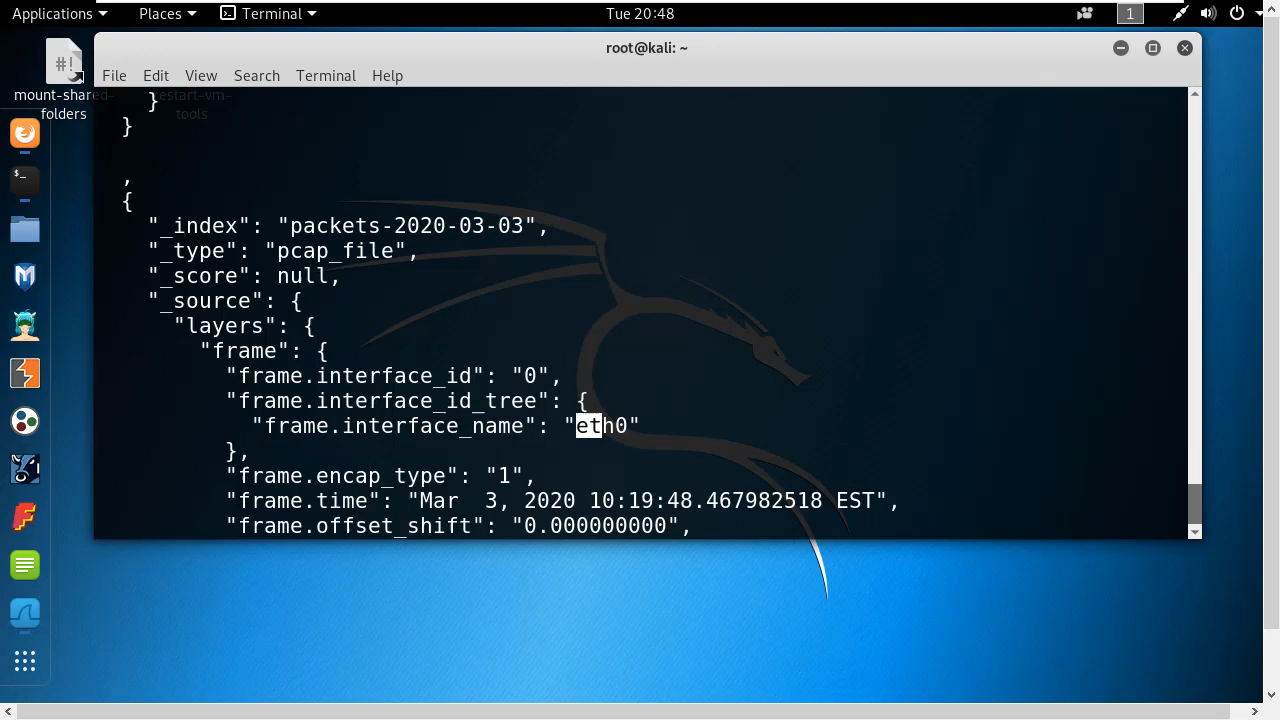 Applications Places Terminal Tue 20:48 1
root@kali: ~
File Edit View Search Terminal Help
#!
mount-shared-
folders
restart-vm-
tools
}
}
,
{
"_index": "packets-2020-03-03",
"_type": "pcap_file",
"_score": null,
"_source": {
"layers": {
"frame": {
"frame.interface_id": "0",
"frame.interface_id_tree": {
"frame.interface_name": "eth0"
},
"frame.encap_type": "1",
"frame.time": "Mar  3, 2020 10:19:48.467982518 EST",
"frame.offset_shift": "0.000000000",